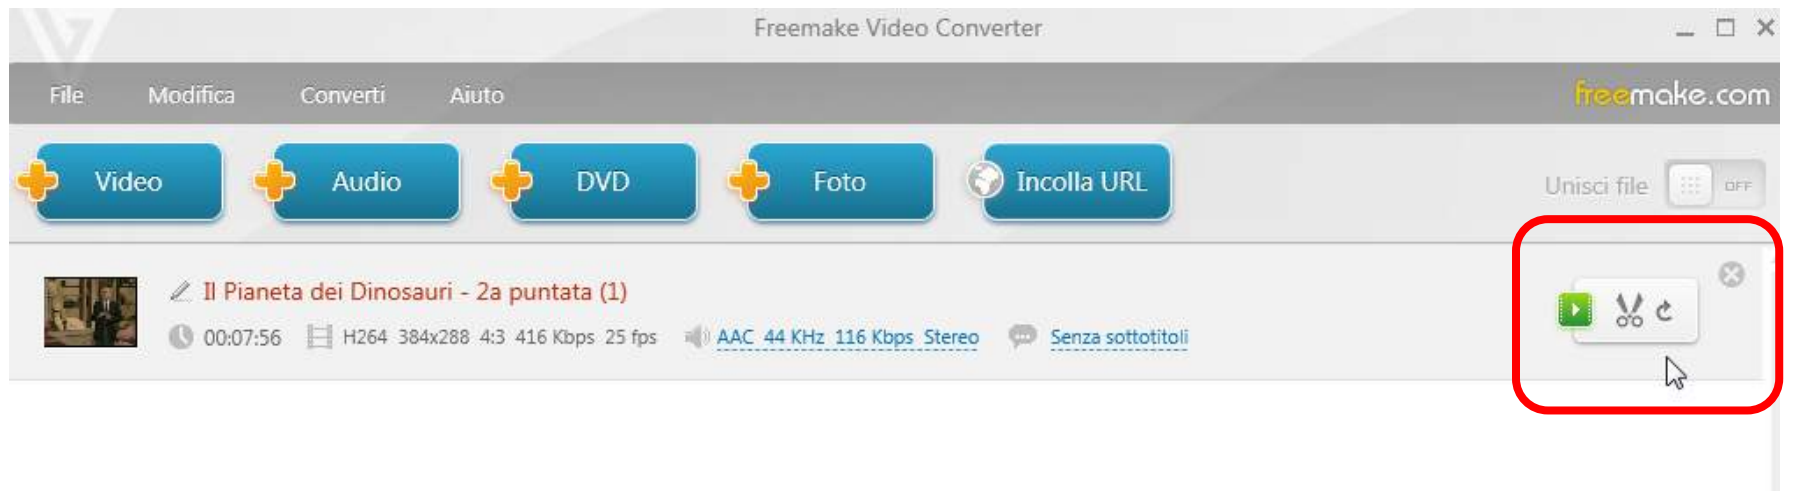 Freemake Video Converter
File Modifica Converti Aiuto freemake.com
Video Audio DVD Foto Incolla URL Unisci file OFF
Il Pianeta dei Dinosauri - 2a puntata (1)
00:07:56 H264 384x288 4:3 416 Kbps 25 fps AAC 44 KHz 116 Kbps Stereo Senza sottotitoli